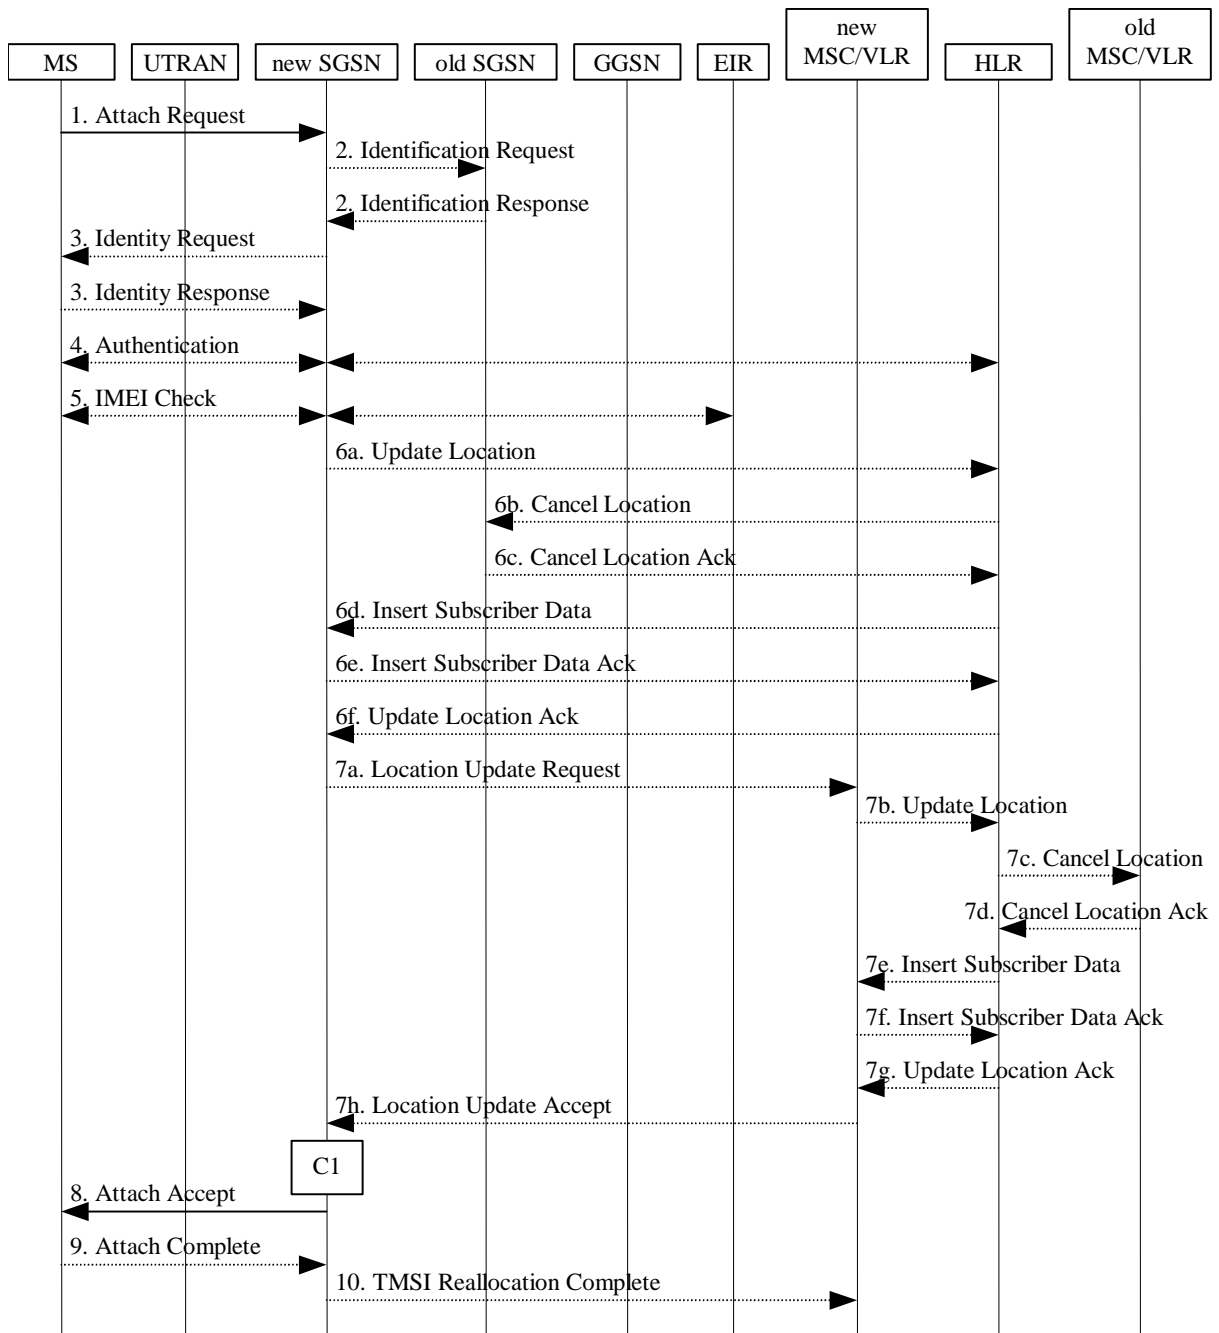 new
MSC/VLR
old
MSC/VLR
MS
UTRAN
new SGSN
old SGSN
GGSN
EIR
HLR
1. Attach Request
2. Identification Request
2. Identification Response
3. Identity Request
3. Identity Response
4. Authentication
5. IMEI Check
6a. Update Location
6b. Cancel Location
6c. Cancel Location Ack
6d. Insert Subscriber Data
6e. Insert Subscriber Data Ack
6f. Update Location Ack
7a. Location Update Request
7b. Update Location
7c. Cancel Location
7d. Cancel Location Ack
7e. Insert Subscriber Data
7f. Insert Subscriber Data Ack
7g. Update Location Ack
7h. Location Update Accept
C1
8. Attach Accept
9. Attach Complete
10. TMSI Reallocation Complete